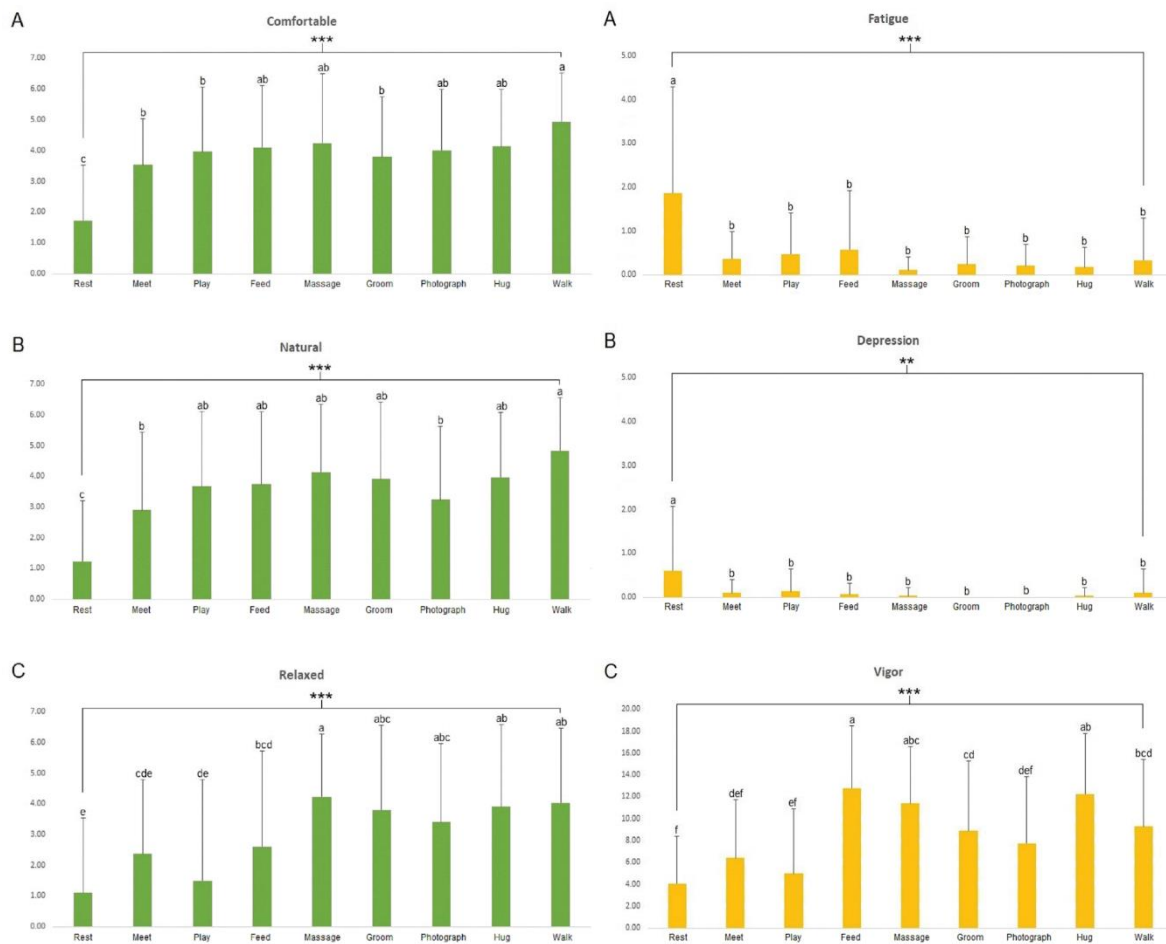 A
Comfortable
***
7.00
6.00
5.00
4.00
3.00
2.00
1.00
0.00
c b b ab ab b ab ab a
Rest Meet Play Feed Massage Groom Photograph Hug Walk
B
Natural
***
7.00
6.00
5.00
4.00
3.00
2.00
1.00
0.00
c b ab ab ab ab b ab a
Rest Meet Play Feed Massage Groom Photograph Hug Walk
C
Relaxed
***
7.00
6.00
5.00
4.00
3.00
2.00
1.00
0.00
e cde de bcd a abc abc ab ab
Rest Meet Play Feed Massage Groom Photograph Hug Walk
A
Fatigue
***
5.00
4.00
3.00
2.00
1.00
0.00
a b b b b b b b b
Rest Meet Play Feed Massage Groom Photograph Hug Walk
B
Depression
**
5.00
4.00
3.00
2.00
1.00
0.00
a b b b b b b b b
Rest Meet Play Feed Massage Groom Photograph Hug Walk
C
Vigor
***
20.00
18.00
16.00
14.00
12.00
10.00
8.00
6.00
4.00
2.00
0.00
f def ef a abc cd def ab bcd
Rest Meet Play Feed Massage Groom Photograph Hug Walk